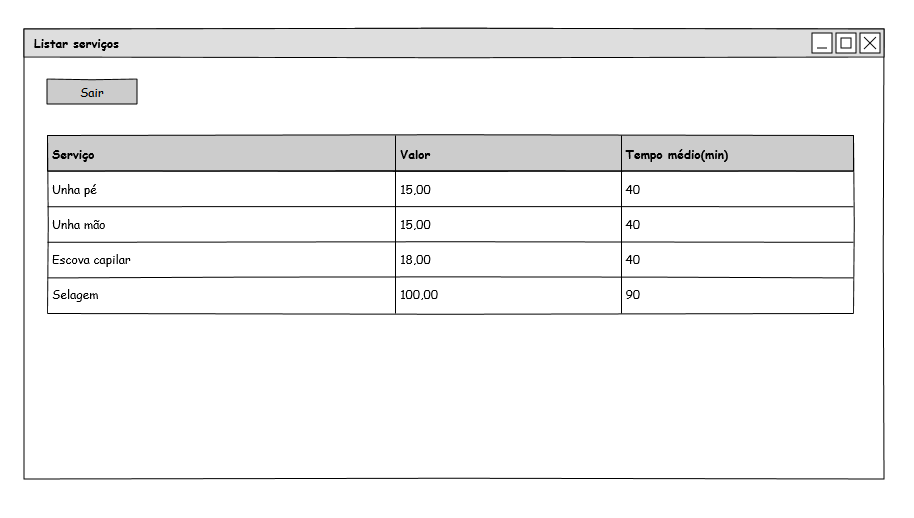 Listar serviços
Sair
Serviço Valor Tempo médio(min)
Unha pé 15,00 40
Unha mão 15,00 40
Escova capilar 18,00 40
Selagem 100,00 90